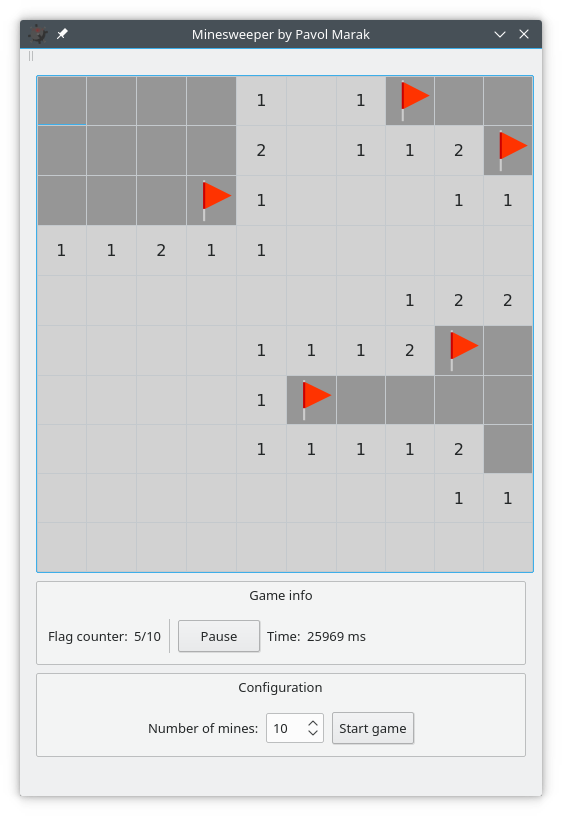 Minesweeper by Pavol Marak
1 1
2 1 1 2
1 1 1
1 1 2 1 1
1 2 2
1 1 1 2
1
1 1 1 1 2
1 1
Game info
Flag counter: 5/10 Pause Time: 25969 ms
Configuration
Number of mines: 10 Start game